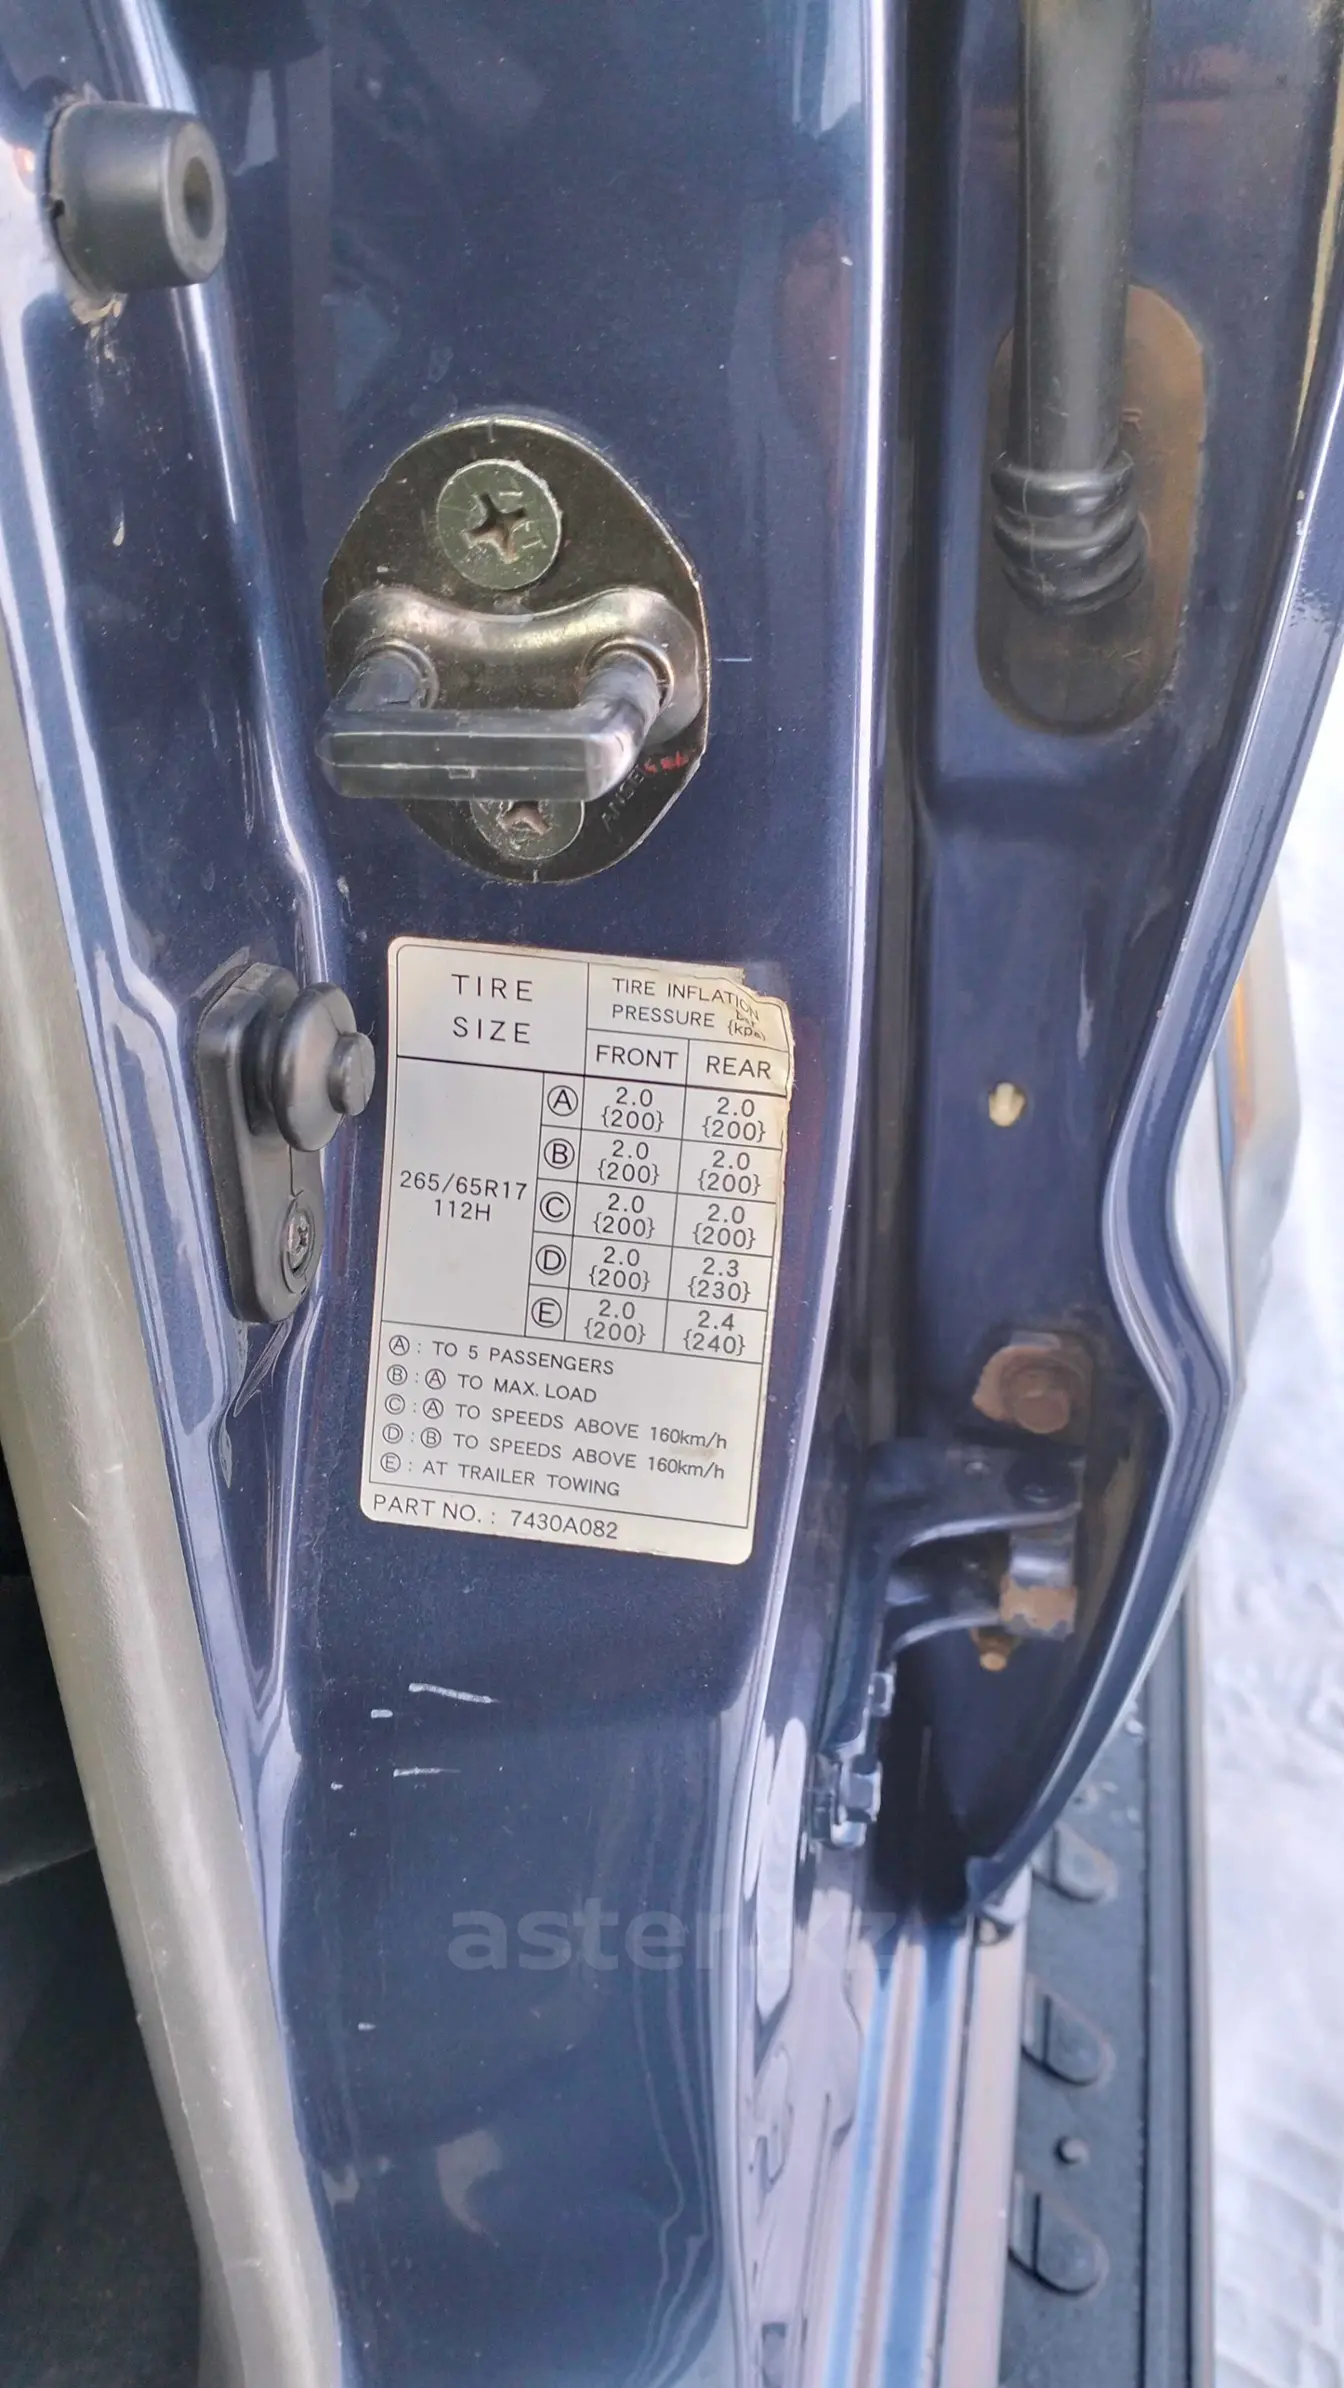 TIRE SIZE
TIRE INFLATION
PRESSURE {kpa}
FRONT REAR
265/65R17
112H
Ⓐ 2.0 {200} 2.0 {200}
Ⓑ 2.0 {200} 2.0 {200}
Ⓒ 2.0 {200} 2.0 {200}
Ⓓ 2.0 {200} 2.3 {230}
Ⓔ 2.0 {200} 2.4 {240}
Ⓐ: TO 5 PASSENGERS
Ⓑ:Ⓐ TO MAX. LOAD
Ⓒ:Ⓐ TO SPEEDS ABOVE 160km/h
Ⓓ:Ⓑ TO SPEEDS ABOVE 160km/h
Ⓔ: AT TRAILER TOWING
PART NO.: 7430A082
aster.kz